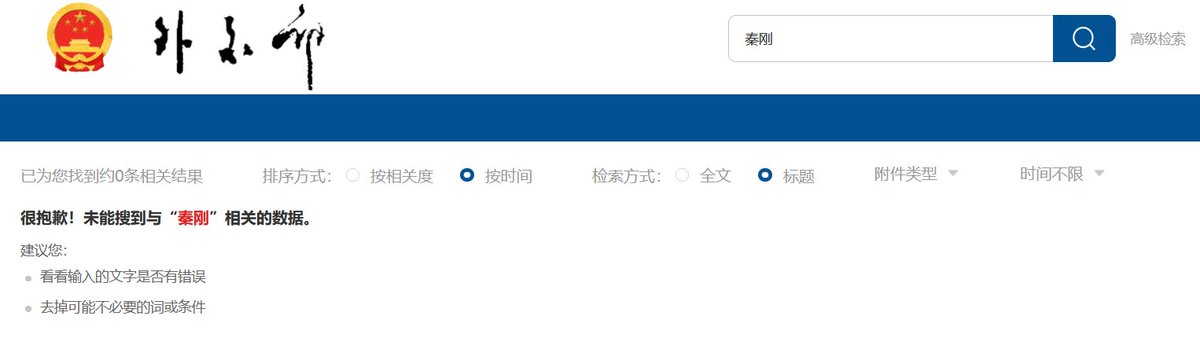 外交部
秦刚
高级检索
已为您找到约0条相关结果 排序方式： 按相关度 按时间 检索方式： 全文 标题 附件类型 时间不限
很抱歉！未能搜到与“秦刚”相关的数据。
建议您：
看看输入的文字是否有错误
去掉可能不必要的词或条件